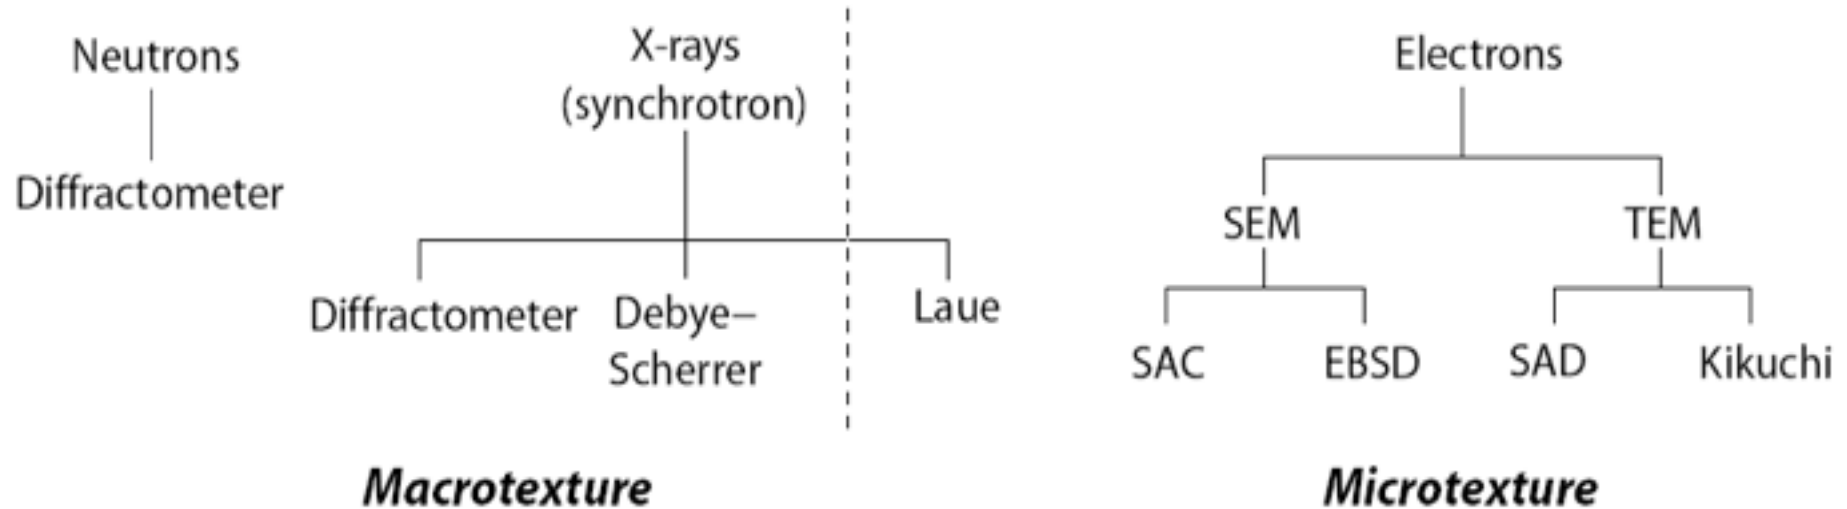 Neutrons
Diffractometer
X-rays
(synchrotron)
Diffractometer
Debye–
Scherrer
Laue
Electrons
SEM
TEM
SAC
EBSD
SAD
Kikuchi
Macrotexture
Microtexture